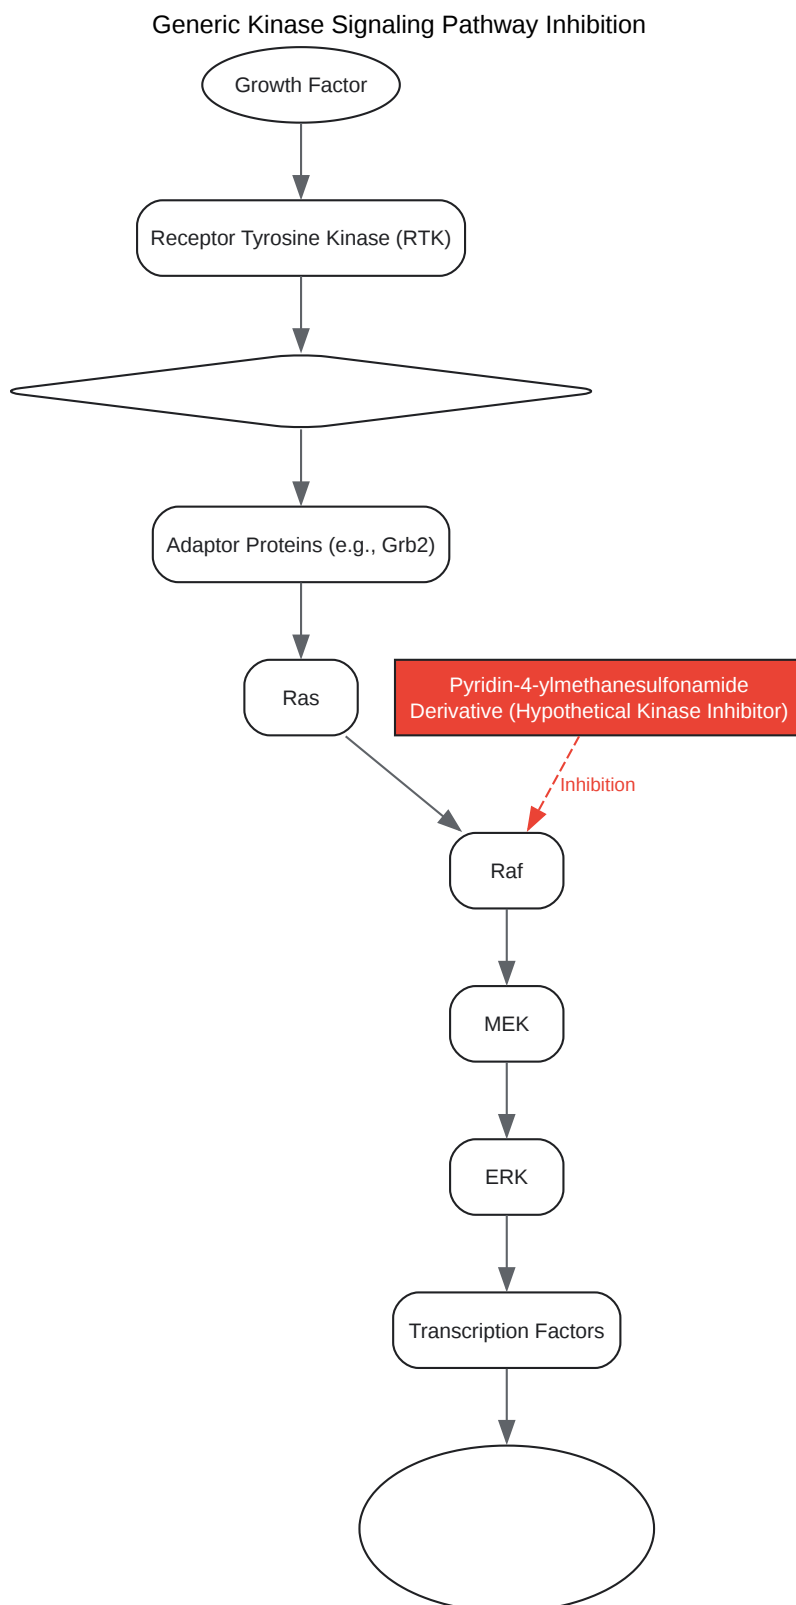 Generic Kinase Signaling Pathway Inhibition
Growth Factor
Receptor Tyrosine Kinase (RTK)
Adaptor Proteins (e.g., Grb2)
Ras
Pyridin-4-ylmethanesulfonamide
Derivative (Hypothetical Kinase Inhibitor)
Inhibition
Raf
MEK
ERK
Transcription Factors